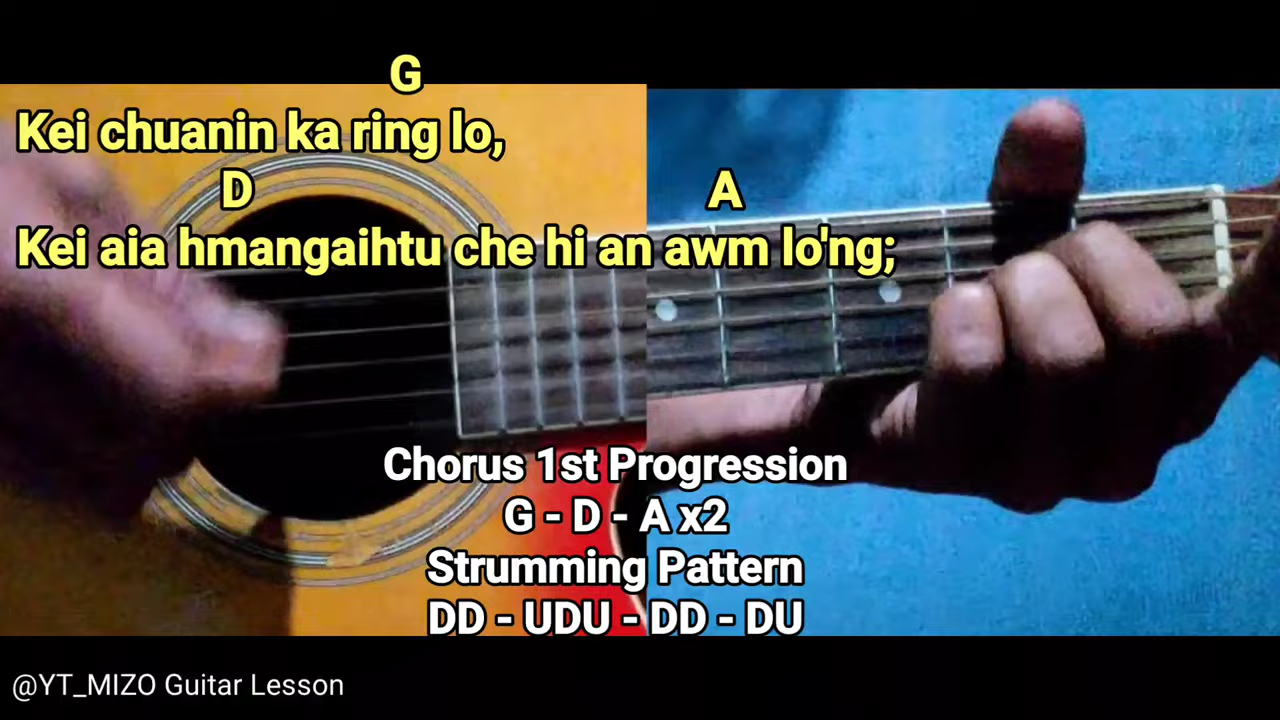 G
Kei chuanin ka ring lo,
D A
Kei aia hmangaihtu che hi an awm lo'ng;
Chorus 1st Progression
G - D - A x2
Strumming Pattern
DD - UDU - DD - DU
@YT_MIZO Guitar Lesson